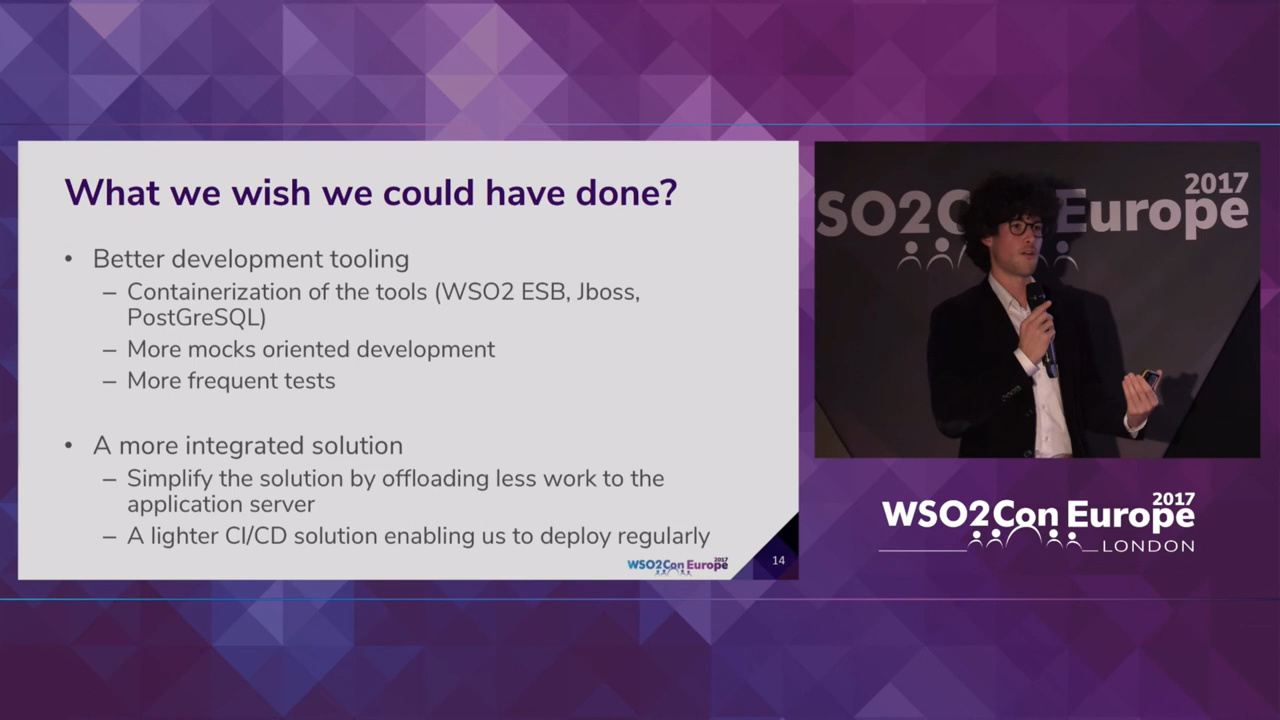 What we wish we could have done?
• Better development tooling
– Containerization of the tools (WSO2 ESB, Jboss,
PostGreSQL)
– More mocks oriented development
– More frequent tests
• A more integrated solution
– Simplify the solution by offloading less work to the
application server
– A lighter CI/CD solution enabling us to deploy regularly
WSO2Con Europe 2017
14
2017
SO2C Europe
2017
WSO2Con Europe
LONDON